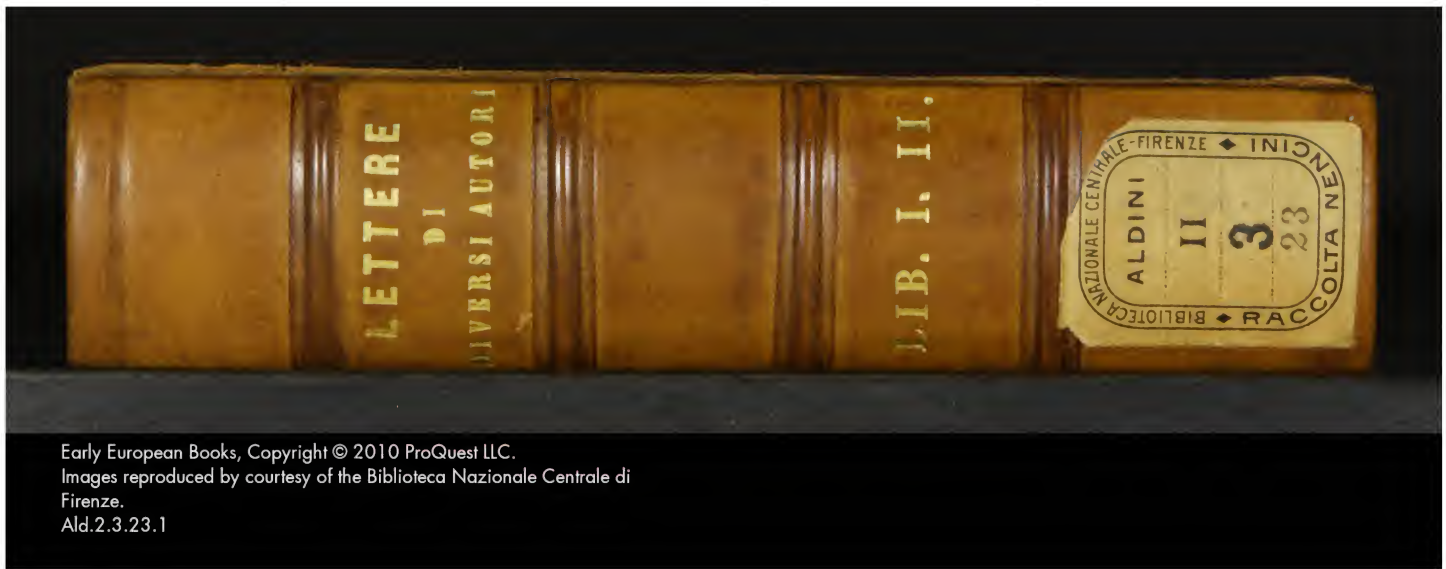 LETTERE
DI
DIVERSI AUTORI
LIB. I. II.
BIBLIOTECA NAZIONALE CENTRALE-FIRENZE ◆
RACCOLTA NENCINI ◆
ALDINI
II
3
23
Early European Books, Copyright © 2010 ProQuest LLC.
Images reproduced by courtesy of the Biblioteca Nazionale Centrale di
Firenze.
Ald.2.3.23.1